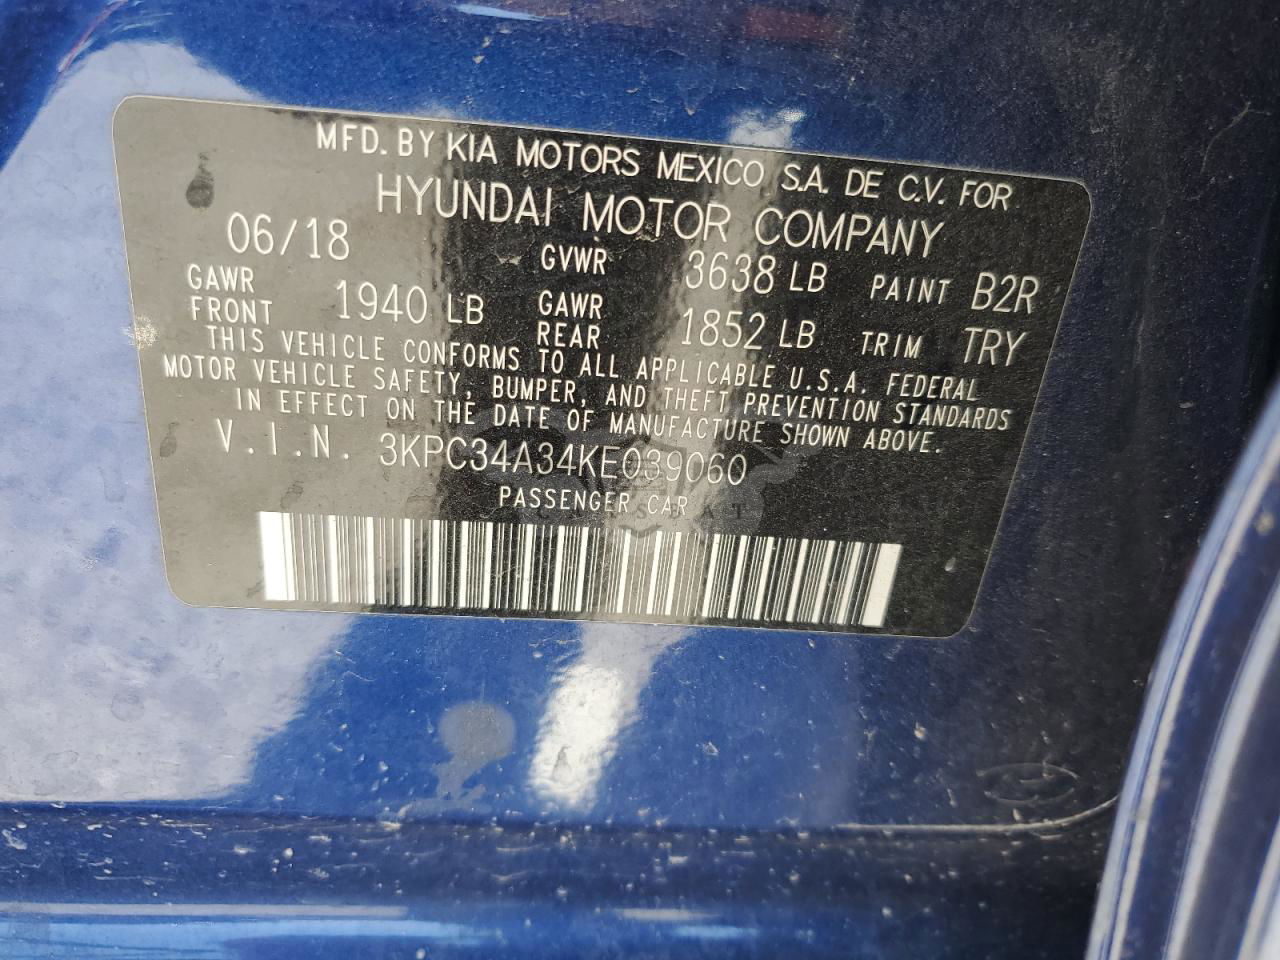 MFD. BY KIA MOTORS MEXICO S.A. DE C.V. FOR
HYUNDAI MOTOR COMPANY
06/18 GVWR 3638 LB PAINT B2R
GAWR FRONT 1940 LB GAWR REAR 1852 LB TRIM TRY
THIS VEHICLE CONFORMS TO ALL APPLICABLE U.S.A. FEDERAL
MOTOR VEHICLE SAFETY, BUMPER, AND THEFT PREVENTION STANDARDS
IN EFFECT ON THE DATE OF MANUFACTURE SHOWN ABOVE.
V.I.N. 3KPC34A34KE039060
PASSENGER CAR